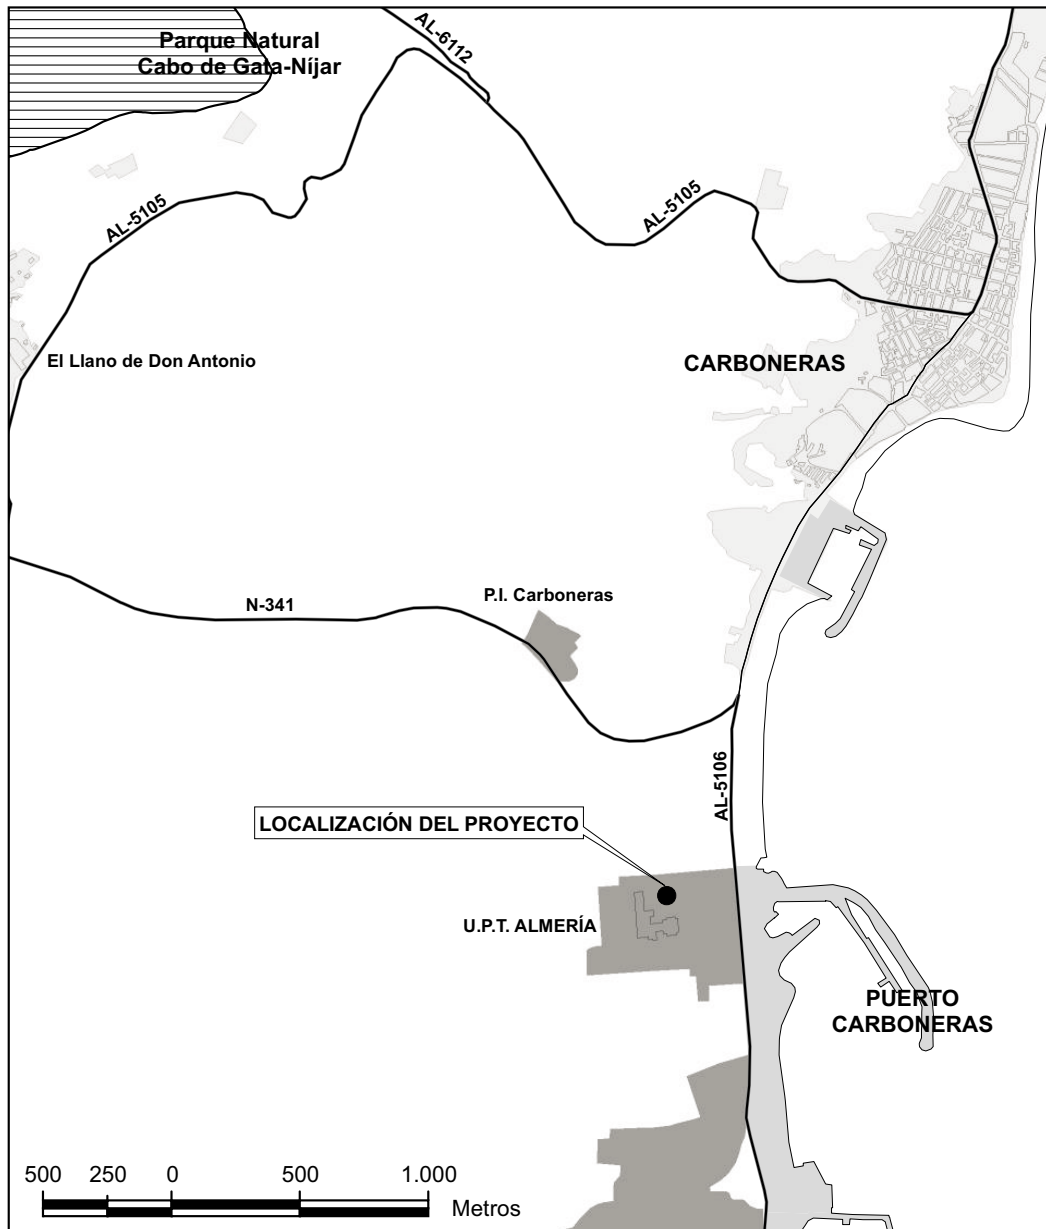 AL-6112
Parque Natural
Cabo de Gata-Níjar
AL-5105
AL-5105
El Llano de Don Antonio
CARBONERAS
P.I. Carboneras
N-341
AL-5106
LOCALIZACIÓN DEL PROYECTO
U.P.T. ALMERÍA
PUERTO
CARBONERAS
500 250 0 500 1.000
Metros